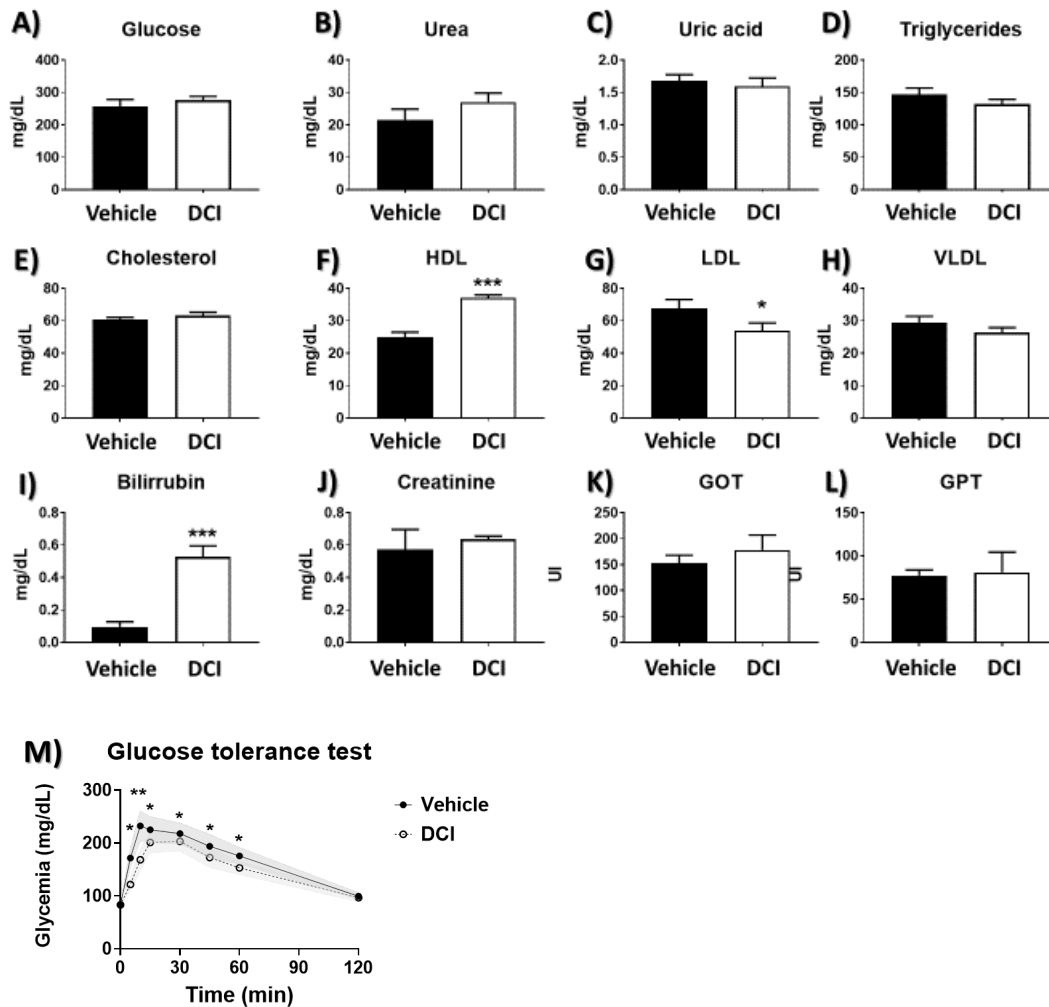 A) Glucose
mg/dL
400
300
200
100
0
Vehicle DCI
B) Urea
mg/dL
40
30
20
10
0
Vehicle DCI
C) Uric acid
mg/dL
2.0
1.5
1.0
0.5
0.0
Vehicle DCI
D) Triglycerides
mg/dL
200
150
100
50
0
Vehicle DCI
E) Cholesterol
mg/dL
80
60
40
20
0
Vehicle DCI
F) HDL
mg/dL
40
30
20
10
0
***
Vehicle DCI
G) LDL
mg/dL
80
60
40
20
0
*
Vehicle DCI
H) VLDL
mg/dL
40
30
20
10
0
Vehicle DCI
I) Bilirrubin
mg/dL
0.8
0.6
0.4
0.2
0.0
***
Vehicle DCI
J) Creatinine
mg/dL
0.8
0.6
0.4
0.2
0.0
Vehicle DCI
K) GOT
UI
250
200
150
100
50
0
Vehicle DCI
L) GPT
UI
150
100
50
0
Vehicle DCI
M) Glucose tolerance test
Glycemia (mg/dL)
300
200
100
0
* ** * * * *
Vehicle
DCI
0 30 60 90 120
Time (min)